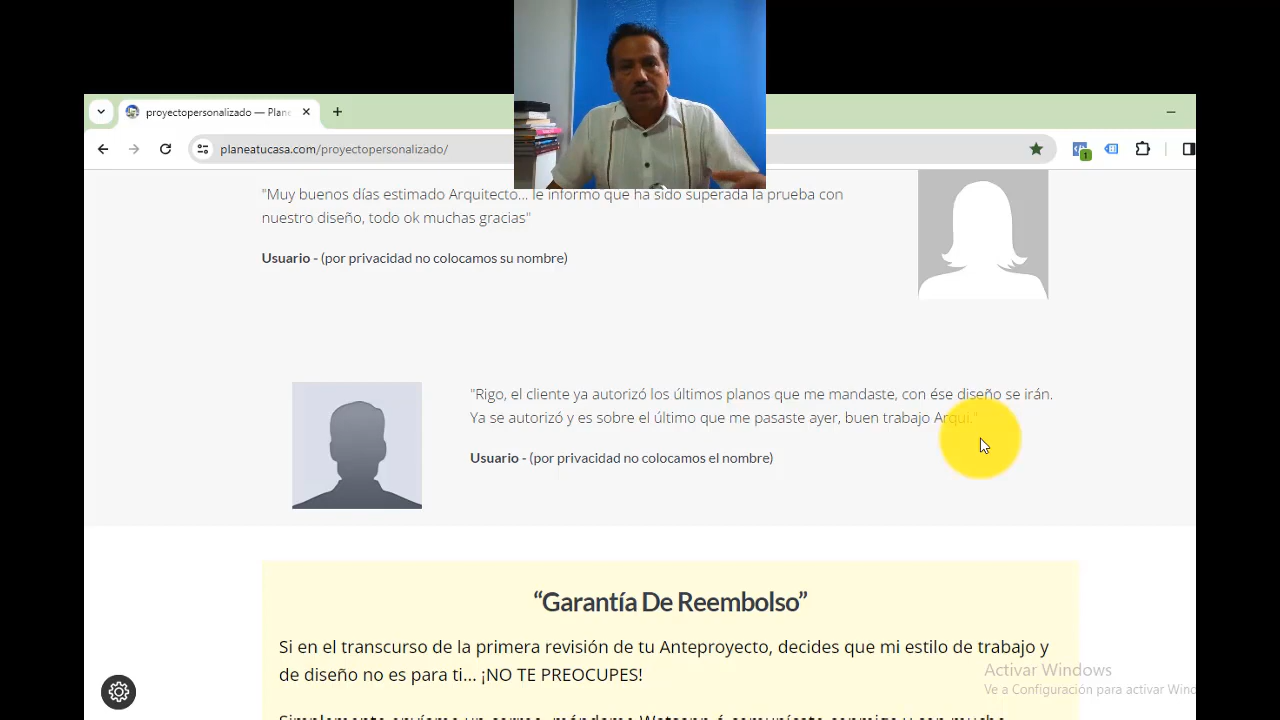 proyectopersonalizado — Plane
planeatucasa.com/proyectopersonalizado/
1
"Muy buenos días estimado Arquitecto... le informo que ha sido superada la prueba con
nuestro diseño, todo ok muchas gracias"
Usuario - (por privacidad no colocamos su nombre)
"Rigo, el cliente ya autorizó los últimos planos que me mandaste, con ése diseño se irán.
Ya se autorizó y es sobre el último que me pasaste ayer, buen trabajo Arqui."
Usuario - (por privacidad no colocamos el nombre)
“Garantía De Reembolso”
Si en el transcurso de la primera revisión de tu Anteproyecto, decides que mi estilo de trabajo y
de diseño no es para ti... ¡NO TE PREOCUPES!
Activar Windows
Ve a Configuración para activar Win